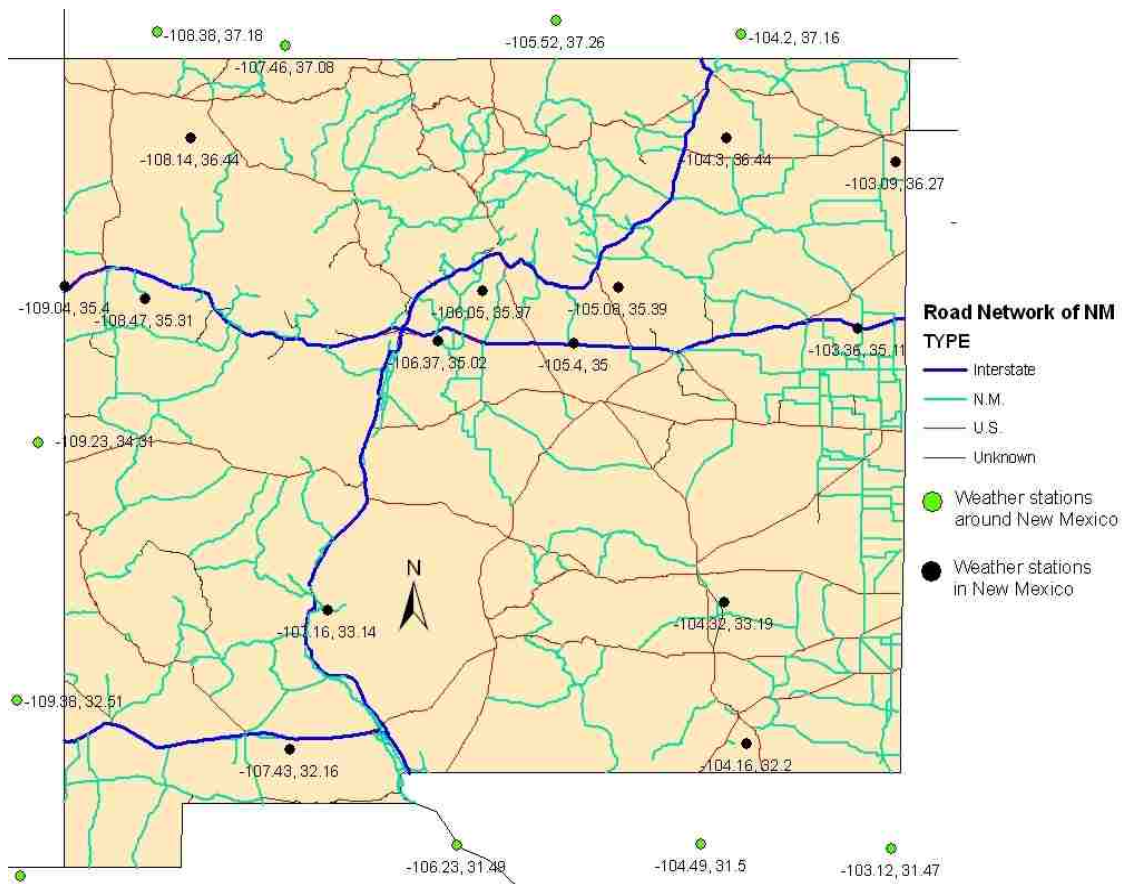 -108.38, 37.18
-107.46, 37.08
-105.52, 37.26
-104.2, 37.16
-108.14, 36.44
-104.3, 36.44
-103.09, 36.27
-109.04, 35.4
-108.47, 35.31
-106.05, 35.37
-105.08, 35.39
-106.37, 35.02
-105.4, 35
-103.36, 35.11
Road Network of NM
TYPE
Interstate
N.M.
U.S.
Unknown
Weather stations
around New Mexico
Weather stations
in New Mexico
-109.23, 34.31
N
-107.16, 33.14
-104.32, 33.19
-109.38, 32.51
-107.43, 32.16
-104.16, 32.2
-106.23, 31.49
-104.49, 31.5
-103.12, 31.47